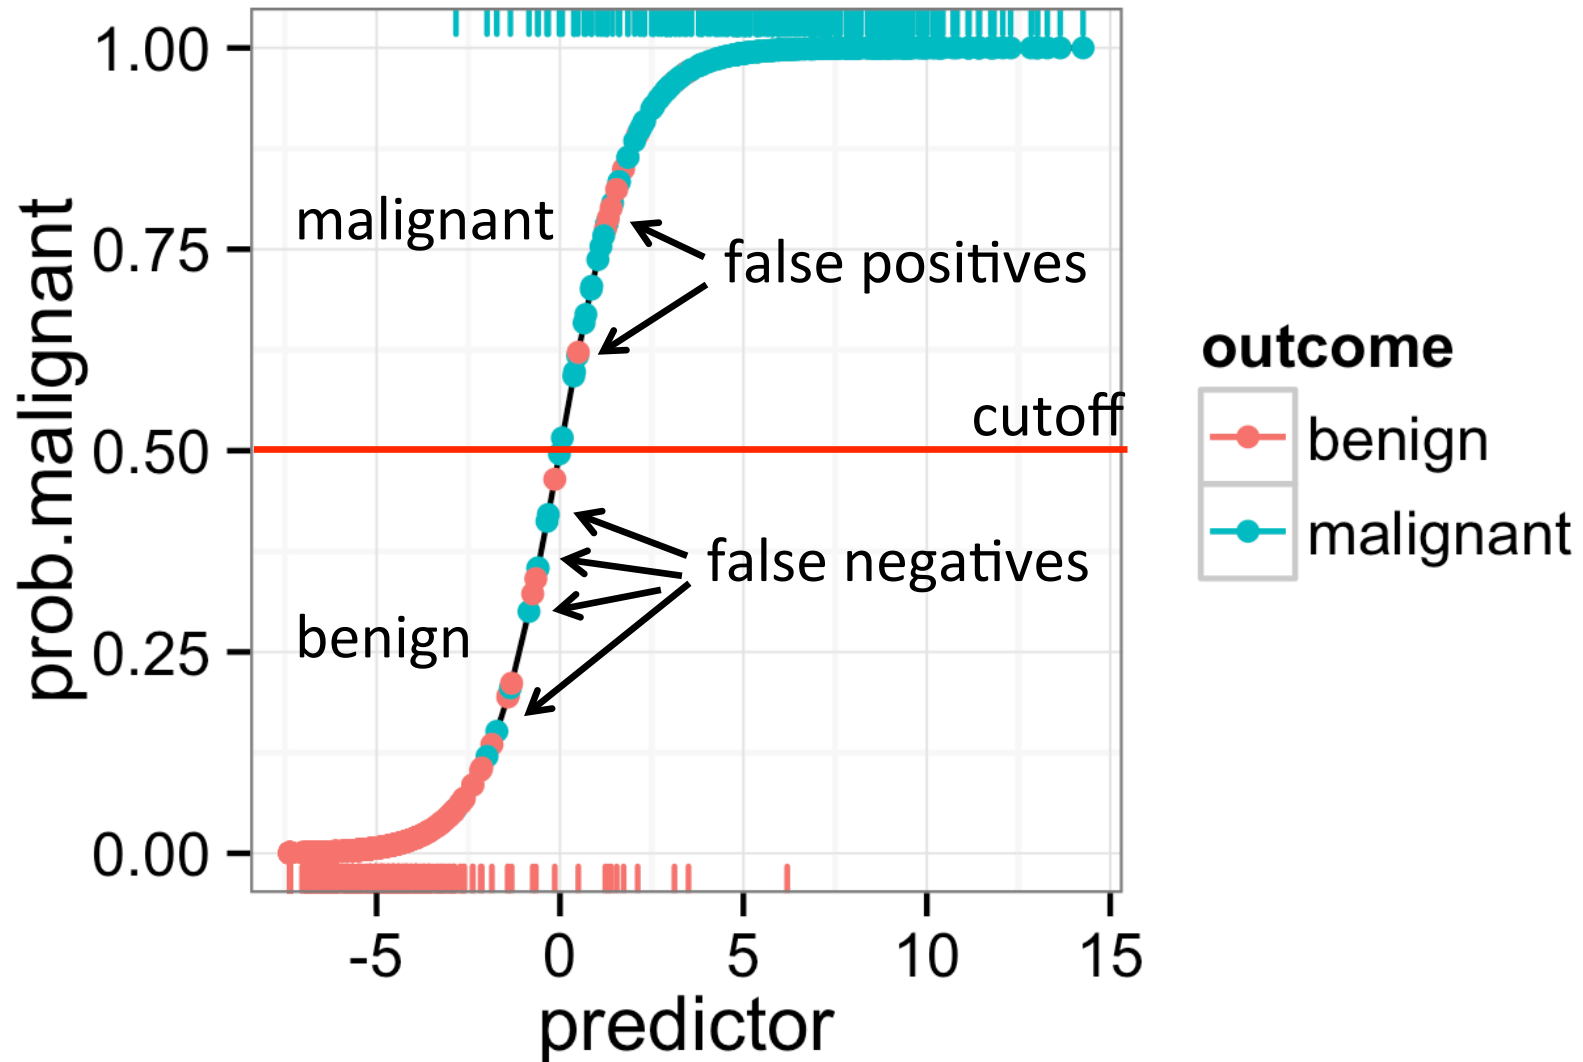 prob.malignant
1.00
0.75
0.50
0.25
0.00
malignant
false positives
cutoff
false negatives
benign
-5 0 5 10 15
predictor
outcome
benign
malignant